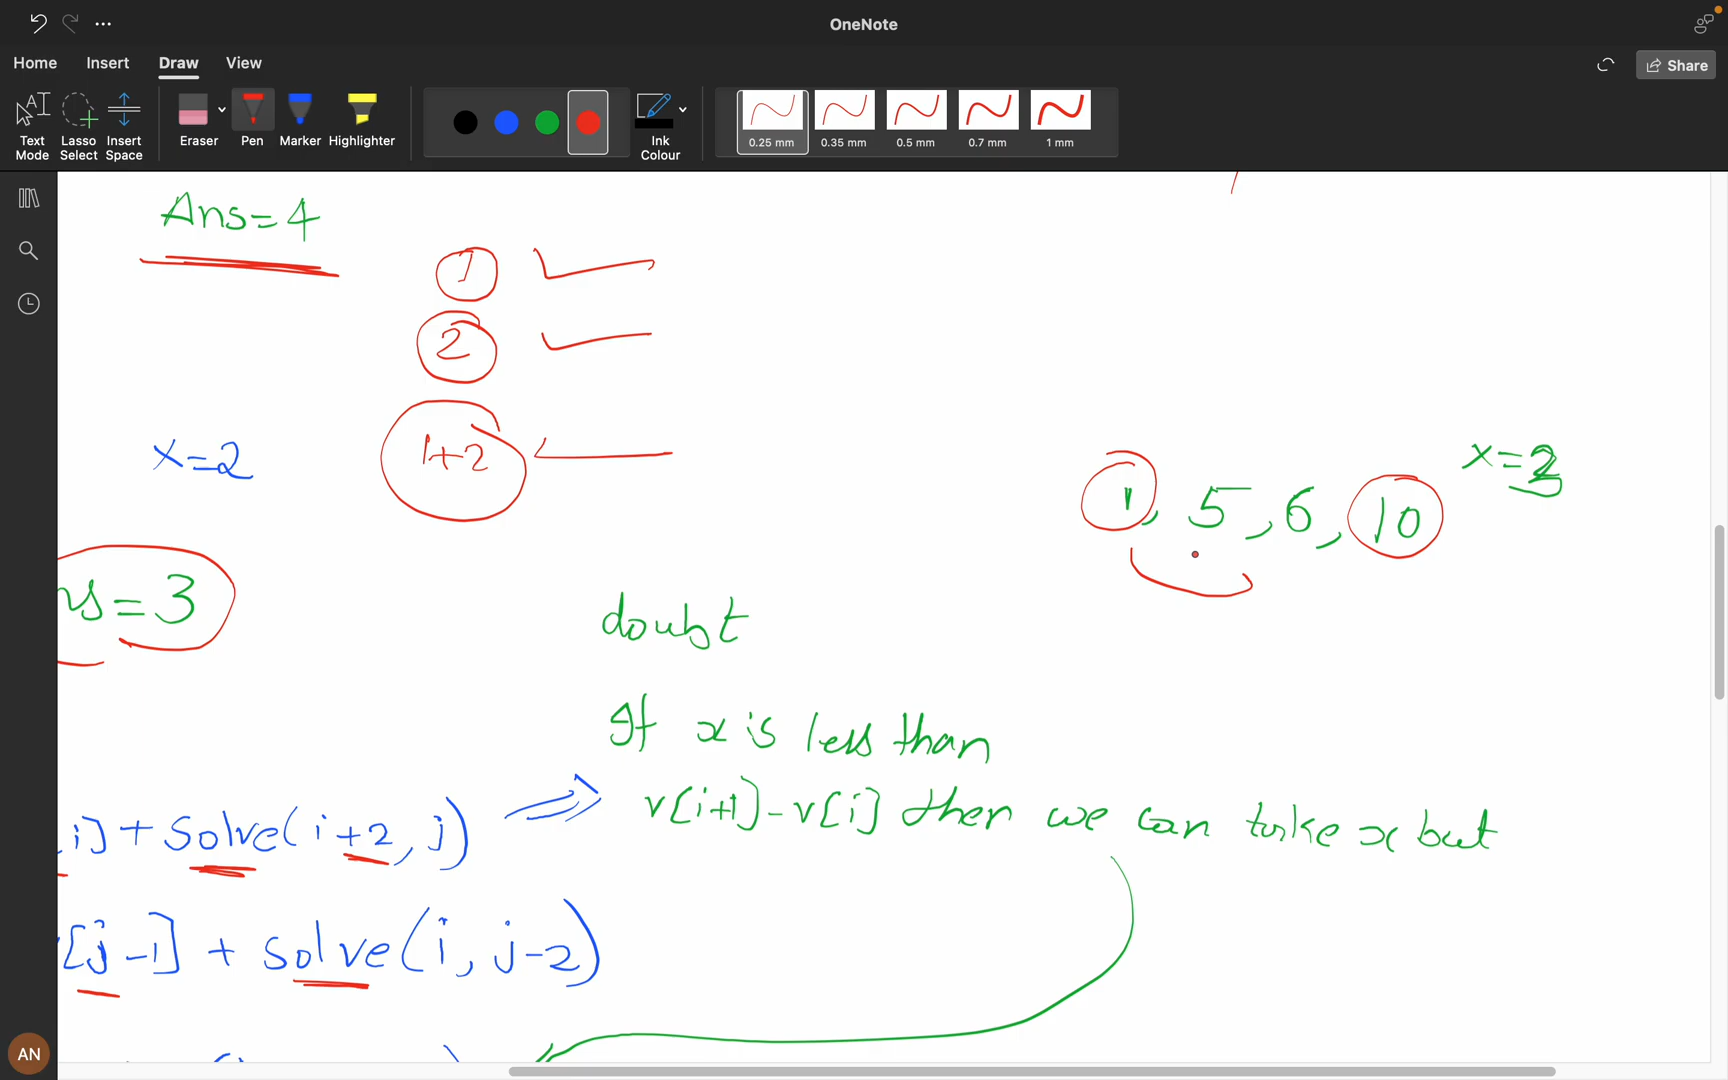 OneNote
Home Insert Draw View
Share
Text Mode
Lasso Select
Insert Space
Eraser
Pen
Marker
Highlighter
Ink Colour
0.25 mm
0.35 mm
0.5 mm
0.7 mm
1 mm
Ans=4
1
2
x=2
1+2
x=2
1, 5, 6, 10
=3
doubt
If x is less than
v[i+1]-v[i] then we can take x but
i] + solve(i+2, j)
[j-1] + solve(i, j-2)
AN